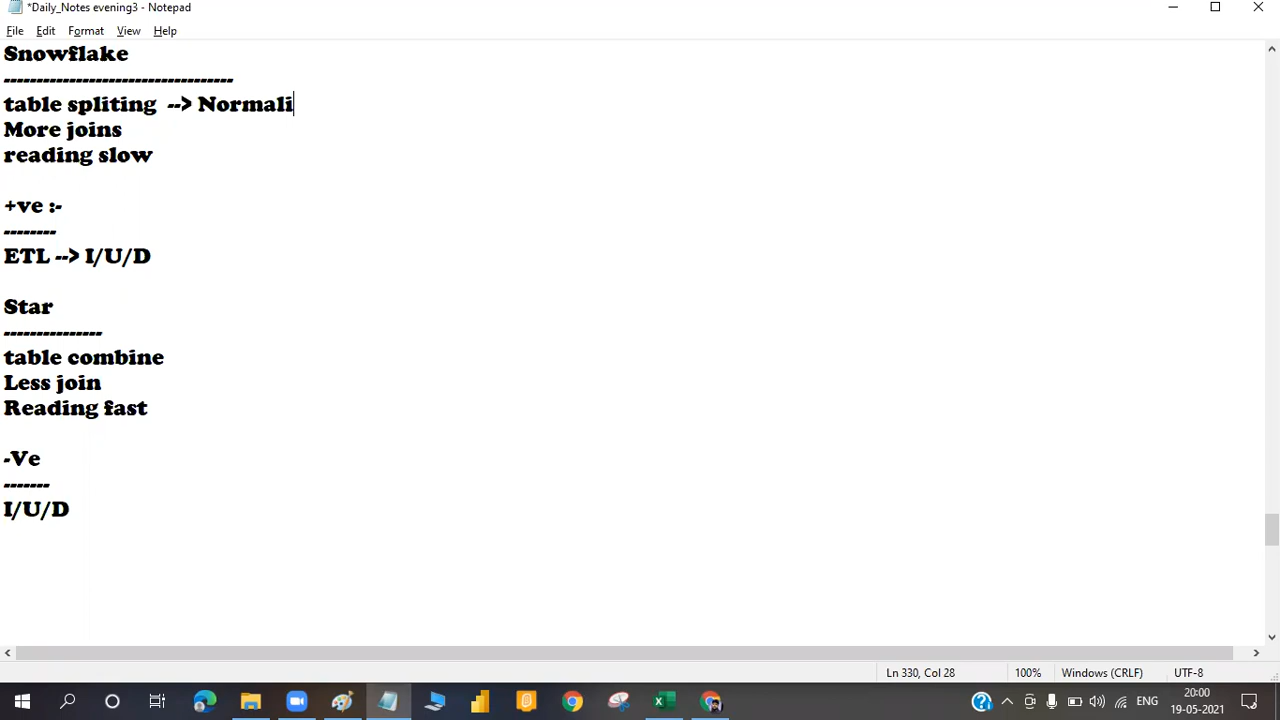 *Daily_Notes evening3 - Notepad
File Edit Format View Help
Snowflake
-----------------------------------
table spliting --> Normali
More joins
reading slow
+ve :-
--------
ETL --> I/U/D
Star
---------------
table combine
Less join
Reading fast
-Ve
-------
I/U/D
Ln 330, Col 28 100% Windows (CRLF) UTF-8
ENG 20:00
19-05-2021